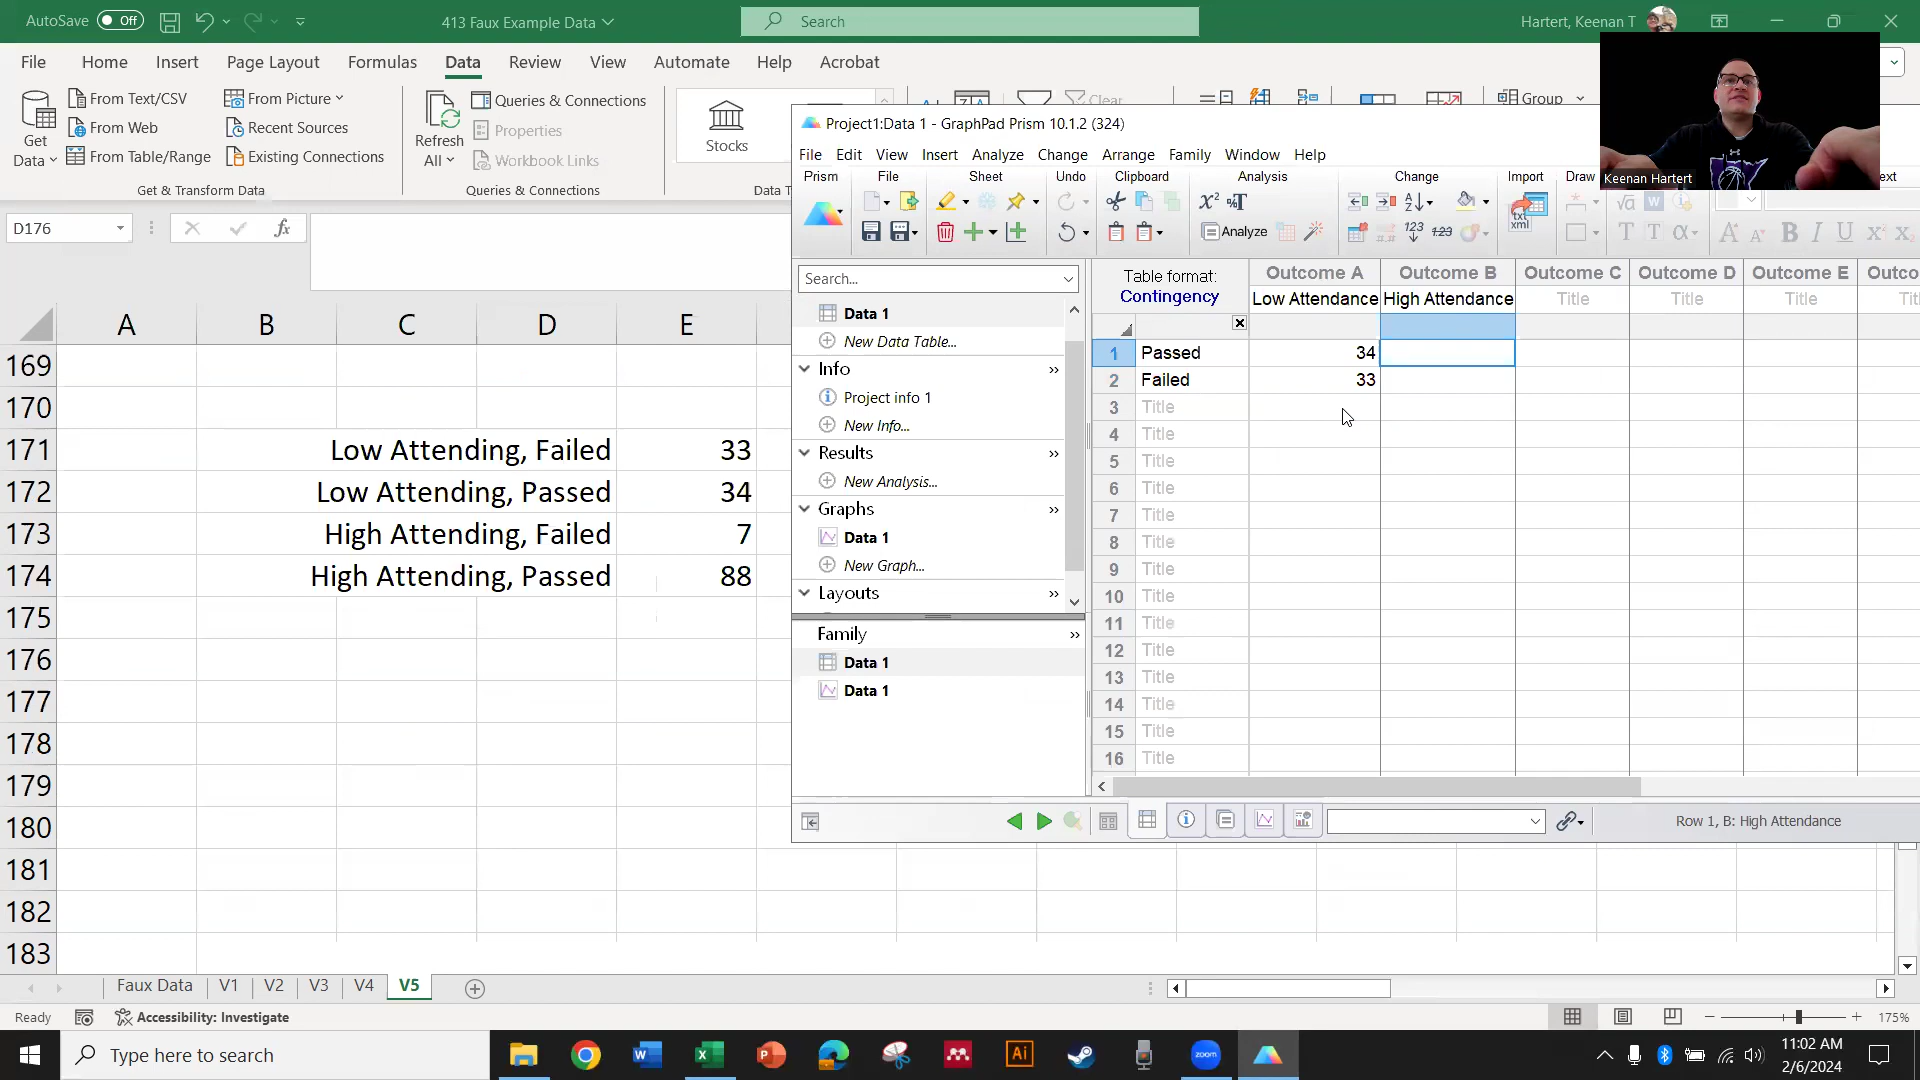 AutoSave Off
413 Faux Example Data
Search
Hartert, Keenan T
File Home Insert Page Layout Formulas Data Review View Automate Help Acrobat
Get Data
From Text/CSV
From Web
From Table/Range
From Picture
Recent Sources
Existing Connections
Get & Transform Data
Refresh All
Queries & Connections
Properties
Workbook Links
Queries & Connections
Stocks
Data T
Clear
Group
Keenan Hartert
D176
fx
A B C D E
169
170
171 Low Attending, Failed 33
172 Low Attending, Passed 34
173 High Attending, Failed 7
174 High Attending, Passed 88
175
176
177
178
179
180
181
182
183
Project1:Data 1 - GraphPad Prism 10.1.2 (324)
File Edit View Insert Analyze Change Arrange Family Window Help
Prism File Sheet Undo Clipboard Analysis Change Import Draw ext
Analyze
txt
xml
123
Search...
Data 1
New Data Table...
Info
Project info 1
New Info...
Results
New Analysis...
Graphs
Data 1
New Graph...
Layouts
Family
Data 1
Data 1
Table format:
Contingency
Outcome A Outcome B Outcome C Outcome D Outcome E Outco
Low Attendance High Attendance Title Title Title Tit
1 Passed 34
2 Failed 33
3 Title
4 Title
5 Title
6 Title
7 Title
8 Title
9 Title
10 Title
11 Title
12 Title
13 Title
14 Title
15 Title
16 Title
Row 1, B: High Attendance
Faux Data V1 V2 V3 V4 V5
Ready
Accessibility: Investigate
175%
Type here to search
zoom
11:02 AM
2/6/2024